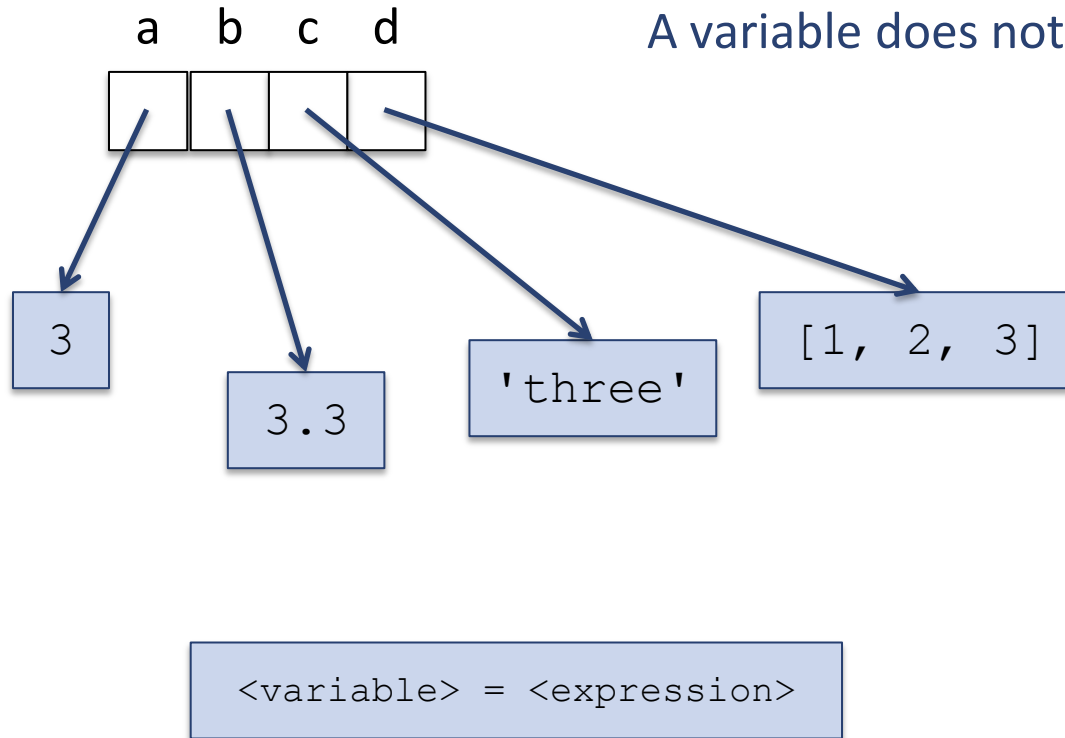 a b c d
A variable does not
3
3.3
'three'
[1, 2, 3]
<variable> = <expression>